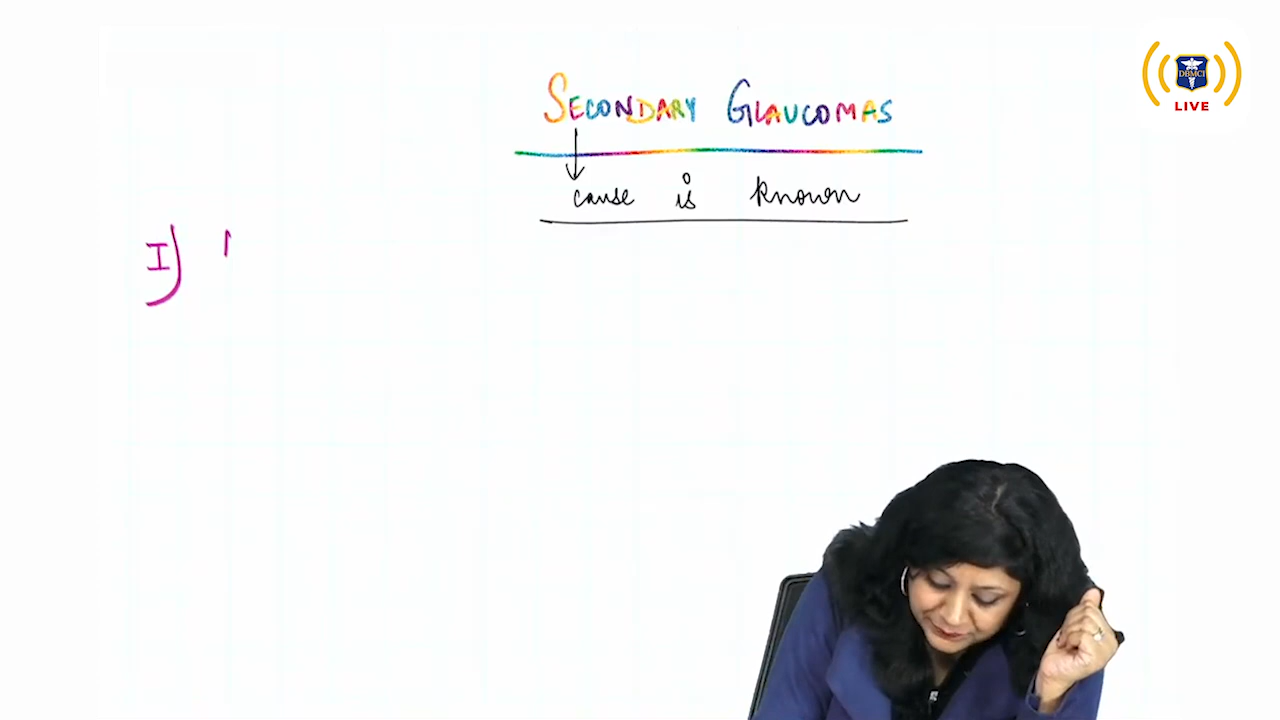 DBMCI
LIVE
SECONDARY GLAUCOMAS
cause is known
I)